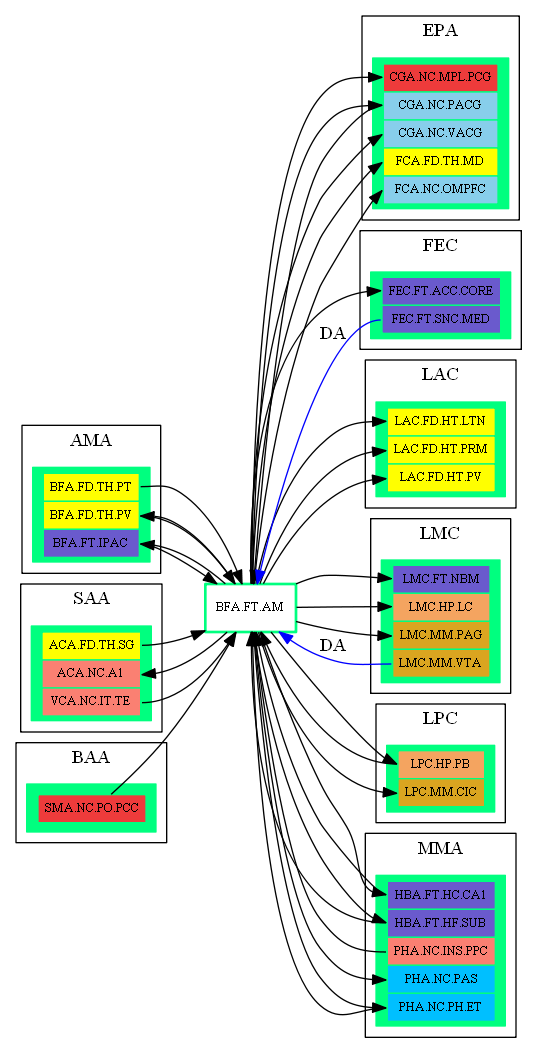 EPA
CGA.NC.MPL.PCG
CGA.NC.PACG
CGA.NC.VACG
FCA.FD.TH.MD
FCA.NC.OMPFC
FEC
FEC.FT.ACC.CORE
FEC.FT.SNC.MED
DA
LAC
LAC.FD.HT.LTN
LAC.FD.HT.PRM
LAC.FD.HT.PV
AMA
BFA.FD.TH.PT
BFA.FD.TH.PV
BFA.FT.IPAC
SAA
ACA.FD.TH.SG
ACA.NC.A1
VCA.NC.IT.TE
BAA
SMA.NC.PO.PCC
BFA.FT.AM
LMC
LMC.FT.NBM
LMC.HP.LC
LMC.MM.PAG
LMC.MM.VTA
DA
LPC
LPC.HP.PB
LPC.MM.CIC
MMA
HBA.FT.HC.CA1
HBA.FT.HF.SUB
PHA.NC.INS.PPC
PHA.NC.PAS
PHA.NC.PH.ET